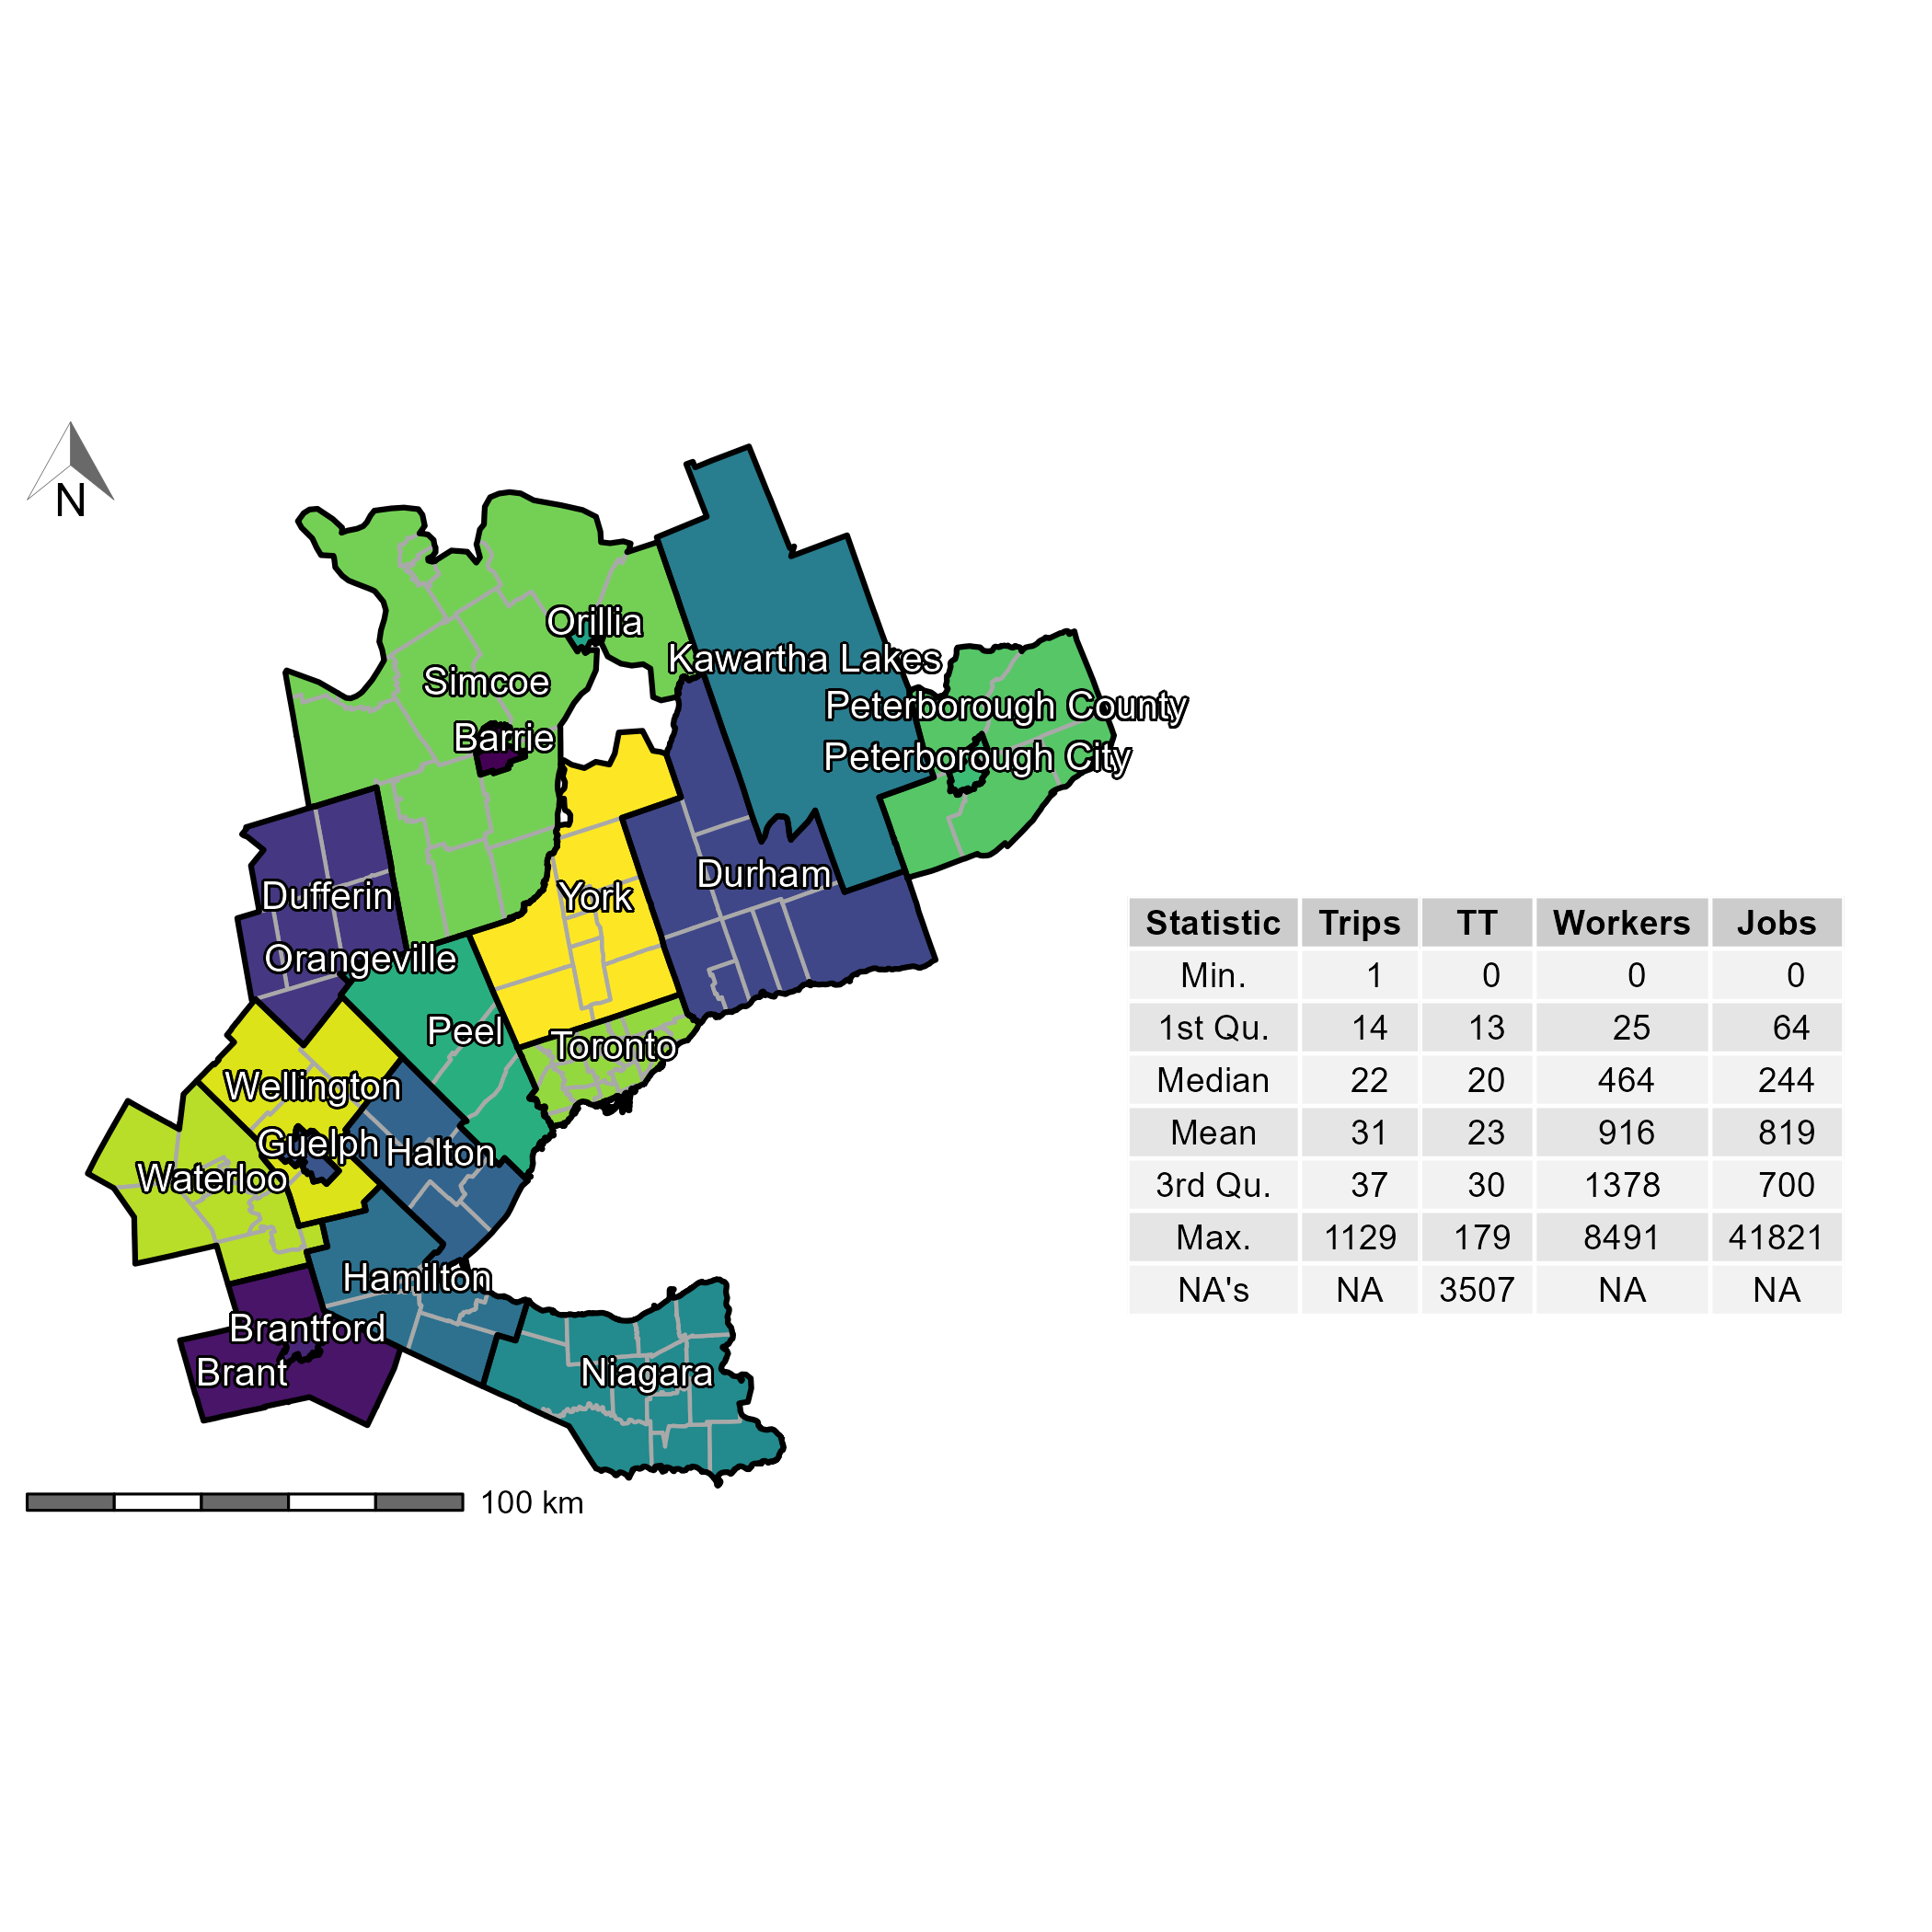 N
Orillia
Kawartha Lakes
Simcoe
Peterborough County
Barrie
Peterborough City
Durham
Dufferin
York
Orangeville
Peel
Toronto
Wellington
Guelph
Halton
Waterloo
Hamilton
Brantford
Brant
Niagara
100 km
Statistic Trips TT Workers Jobs
Min. 1 0 0 0
1st Qu. 14 13 25 64
Median 22 20 464 244
Mean 31 23 916 819
3rd Qu. 37 30 1378 700
Max. 1129 179 8491 41821
NA's NA 3507 NA NA